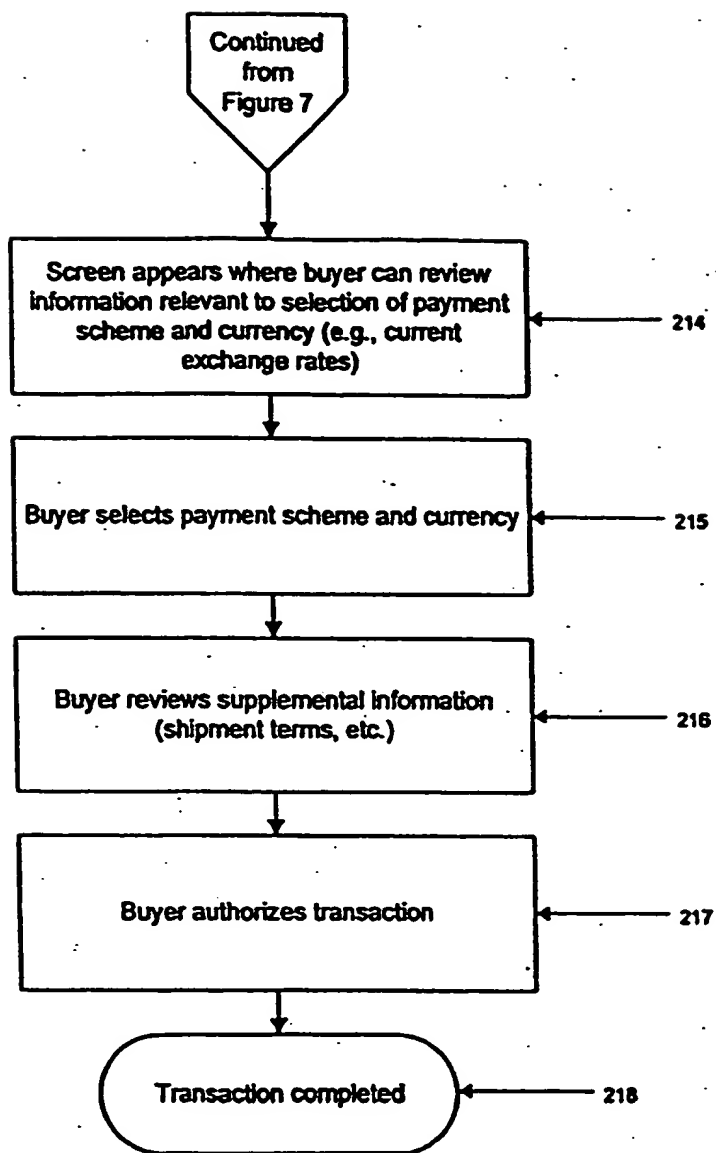 Continued
from
Figure 7
Screen appears where buyer can review
information relevant to selection of payment
scheme and currency (e.g., current
exchange rates)
214
Buyer selects payment scheme and currency
215
Buyer reviews supplemental information
(shipment terms, etc.)
216
Buyer authorizes transaction
217
Transaction completed
218